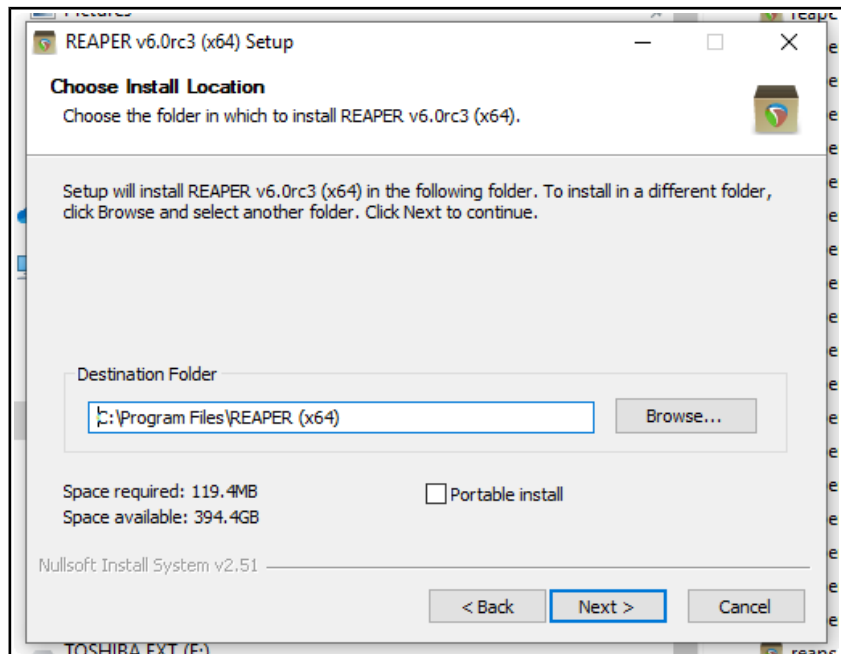 Pictures
REAPER v6.0rc3 (x64) Setup
Choose Install Location
Choose the folder in which to install REAPER v6.0rc3 (x64).
Setup will install REAPER v6.0rc3 (x64) in the following folder. To install in a different folder,
click Browse and select another folder. Click Next to continue.
Destination Folder
C:\Program Files\REAPER (x64)
Browse...
Space required: 119.4MB
Portable install
Space available: 394.4GB
Nullsoft Install System v2.51
< Back
Next >
Cancel
TOSHIBA EXT (F:)